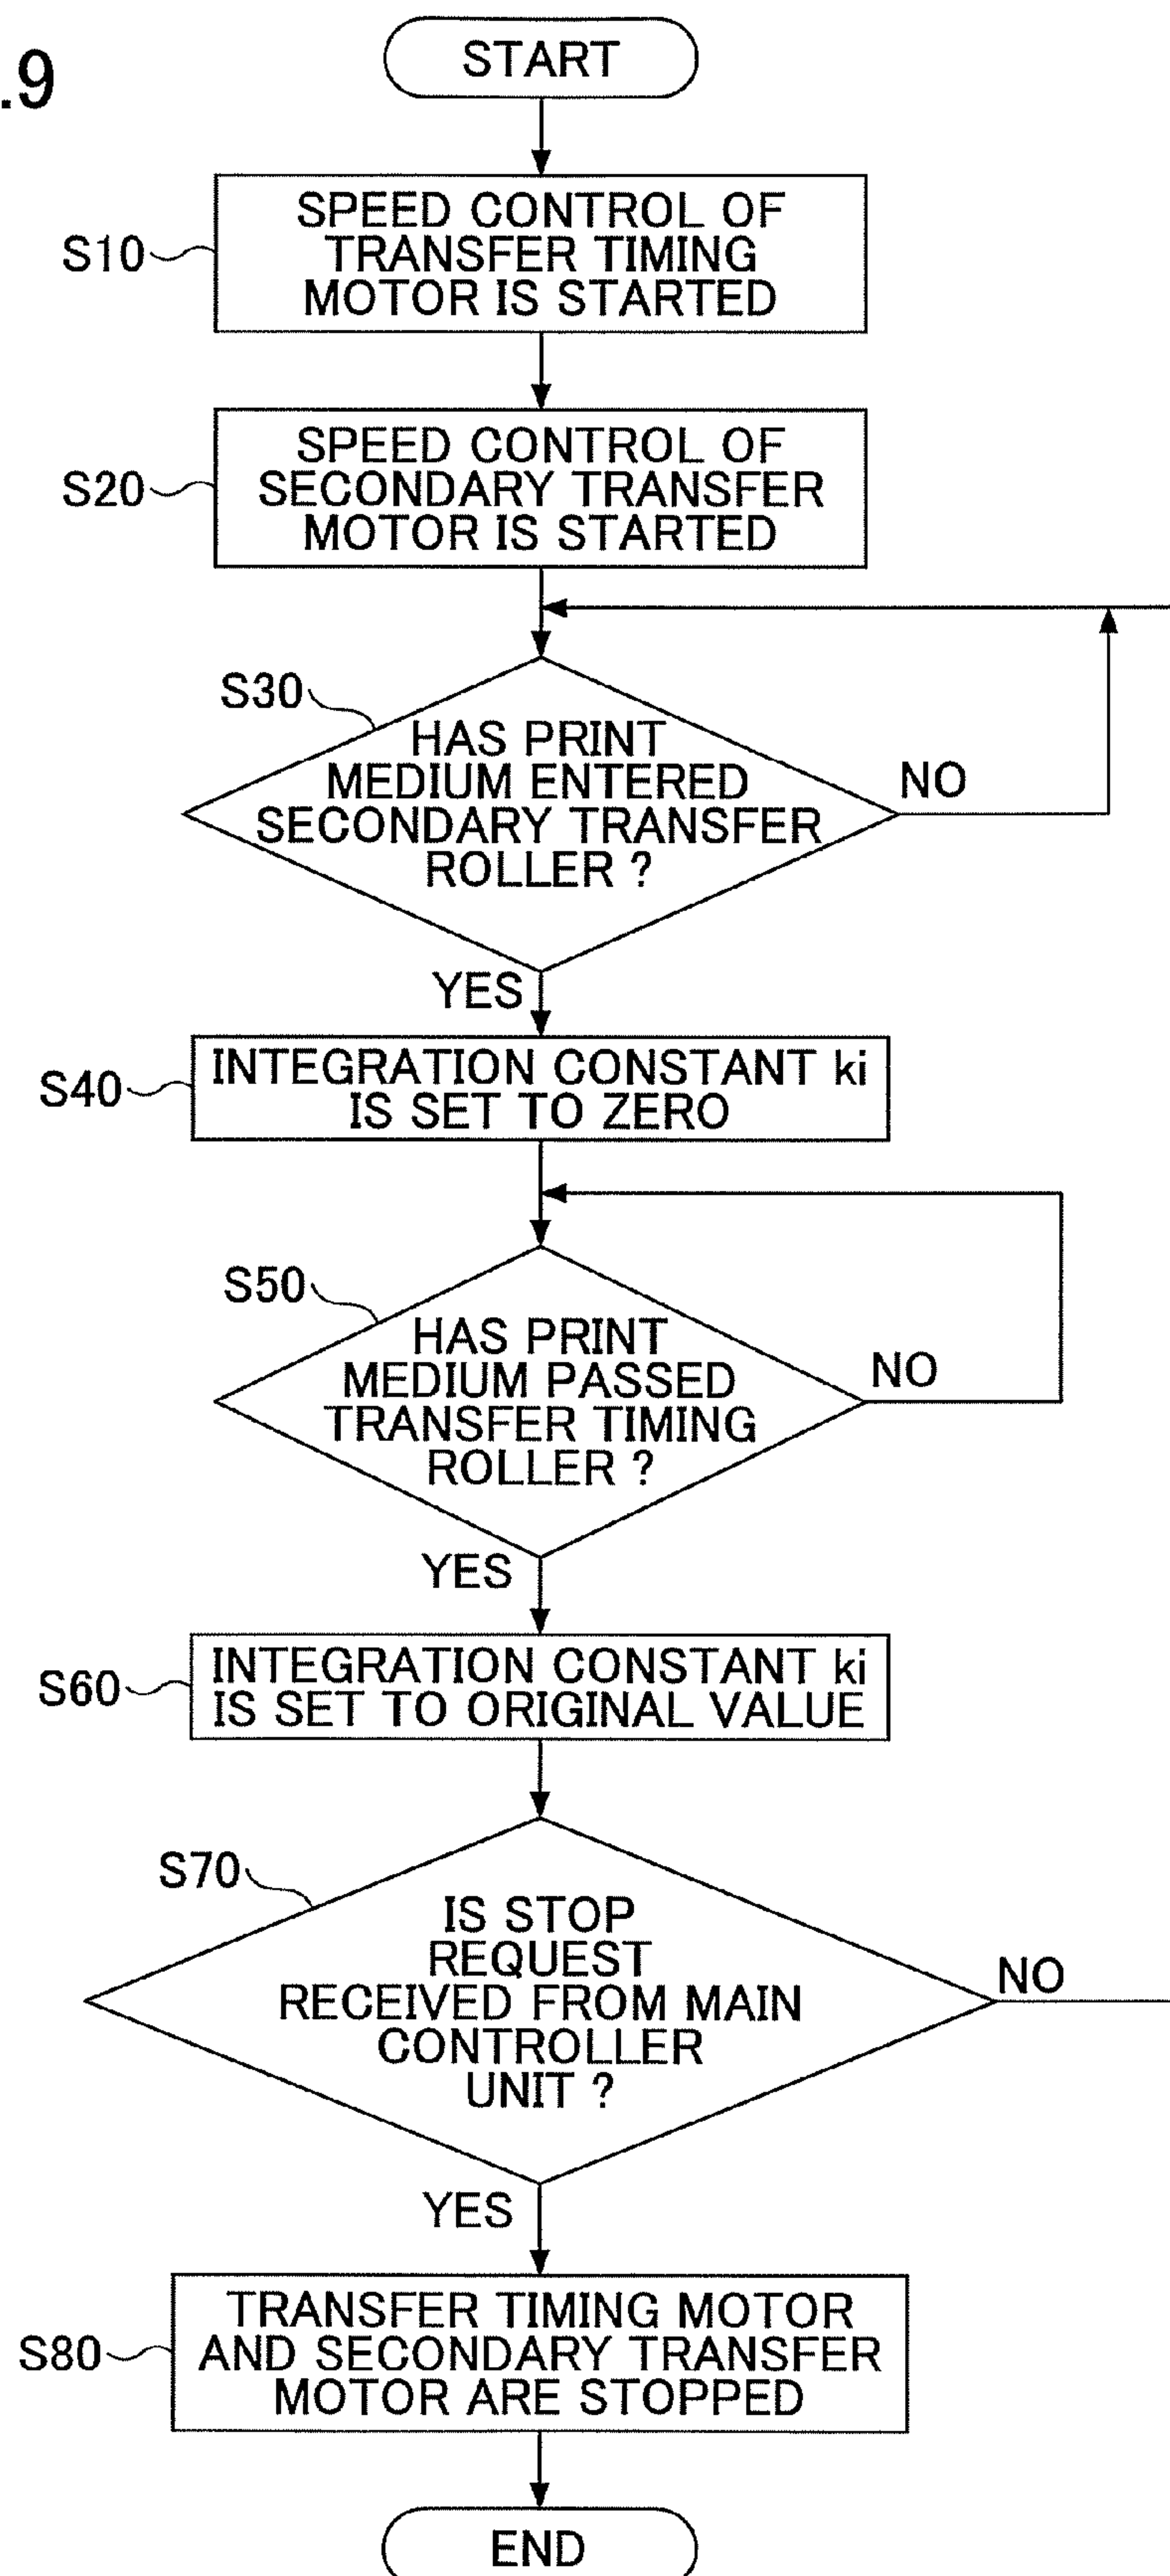 .9
START
S10
SPEED CONTROL OF
TRANSFER TIMING
MOTOR IS STARTED
S20
SPEED CONTROL OF
SECONDARY TRANSFER
MOTOR IS STARTED
S30
HAS PRINT
MEDIUM ENTERED
SECONDARY TRANSFER
ROLLER ?
NO
YES
S40
INTEGRATION CONSTANT ki
IS SET TO ZERO
S50
HAS PRINT
MEDIUM PASSED
TRANSFER TIMING
ROLLER ?
NO
YES
S60
INTEGRATION CONSTANT ki
IS SET TO ORIGINAL VALUE
S70
IS STOP
REQUEST
RECEIVED FROM MAIN
CONTROLLER
UNIT ?
NO
YES
S80
TRANSFER TIMING MOTOR
AND SECONDARY TRANSFER
MOTOR ARE STOPPED
END